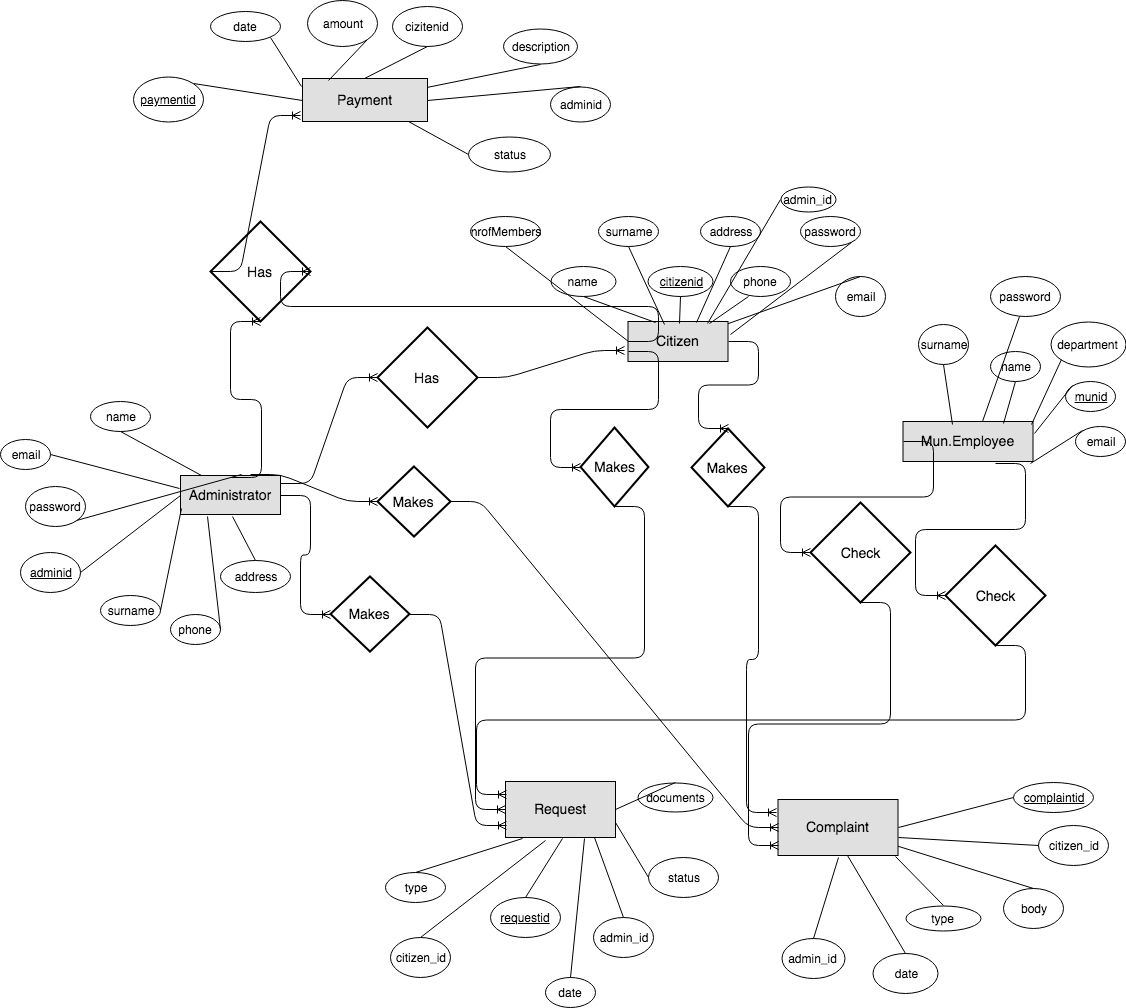 amount
date
cizitenid
description
paymentid
Payment
adminid
status
admin_id
nrofMembers
surname
address
password
Has
name
citizenid
phone
email
password
Citizen
surname
department
name
Has
munid
name
Mun.Employee
email
email
Makes
Makes
Administrator
password
Makes
Check
adminid
address
Check
surname
Makes
phone
documents
complaintid
Request
Complaint
citizen_id
type
status
requestid
body
type
admin_id
citizen_id
admin_id
date
date